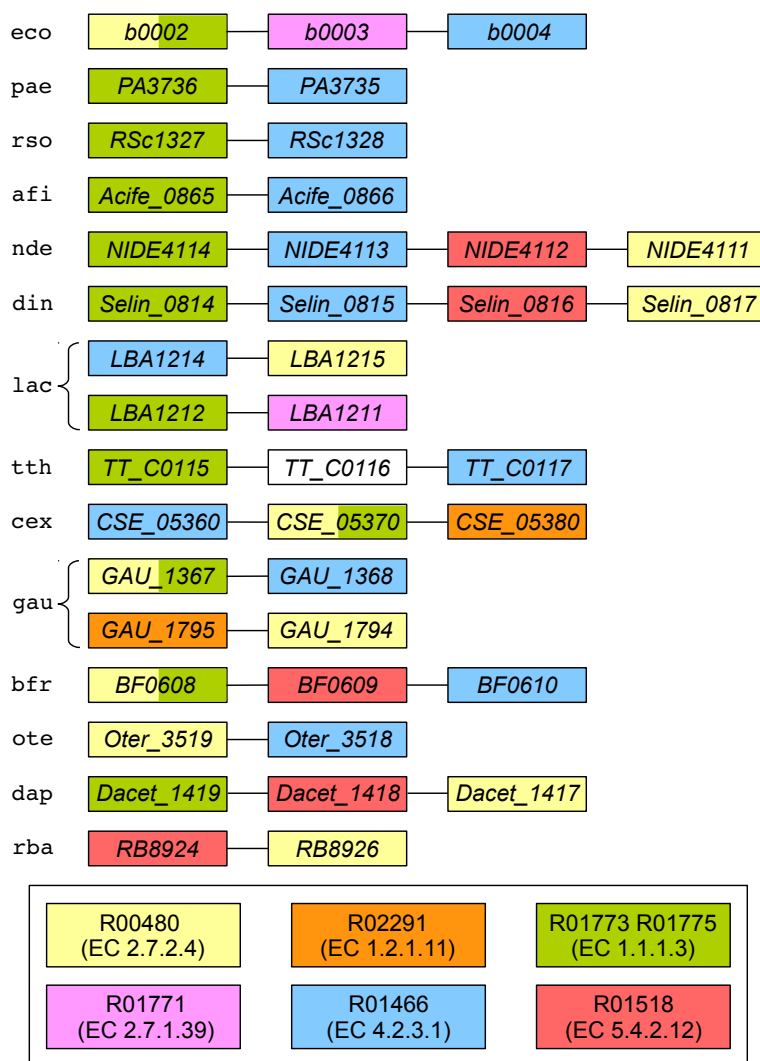 eco b0002 b0003 b0004
pae PA3736 PA3735
rso RSc1327 RSc1328
afi Acife_0865 Acife_0866
nde NIDE4114 NIDE4113 NIDE4112 NIDE4111
din Selin_0814 Selin_0815 Selin_0816 Selin_0817
LBA1214 LBA1215
lac
LBA1212 LBA1211
tth TT_C0115 TT_C0116 TT_C0117
cex CSE_05360 CSE_05370 CSE_05380
GAU_1367 GAU_1368
gau
GAU_1795 GAU_1794
bfr BF0608 BF0609 BF0610
ote Oter_3519 Oter_3518
dap Dacet_1419 Dacet_1418 Dacet_1417
rba RB8924 RB8926
R00480 R02291 R01773 R01775
(EC 2.7.2.4) (EC 1.2.1.11) (EC 1.1.1.3)
R01771 R01466 R01518
(EC 2.7.1.39) (EC 4.2.3.1) (EC 5.4.2.12)